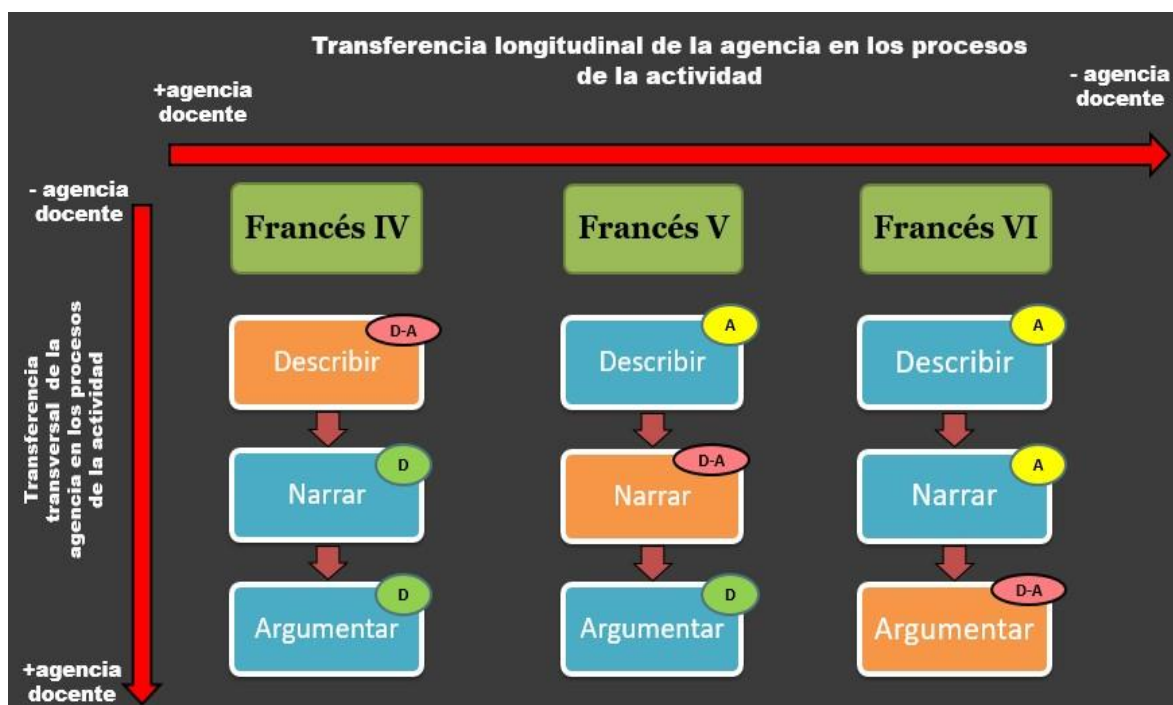 Transferencia longitudinal de la agencia en los procesos
de la actividad
+agencia
docente
- agencia
docente
- agencia
docente
Transferencia
transversal de la
agencia en los procesos
de la actividad
+agencia
docente
Francés IV
Francés V
Francés VI
D-A
Describir
A
Describir
A
Describir
D
Narrar
D-A
Narrar
A
Narrar
D
Argumentar
D
Argumentar
D-A
Argumentar